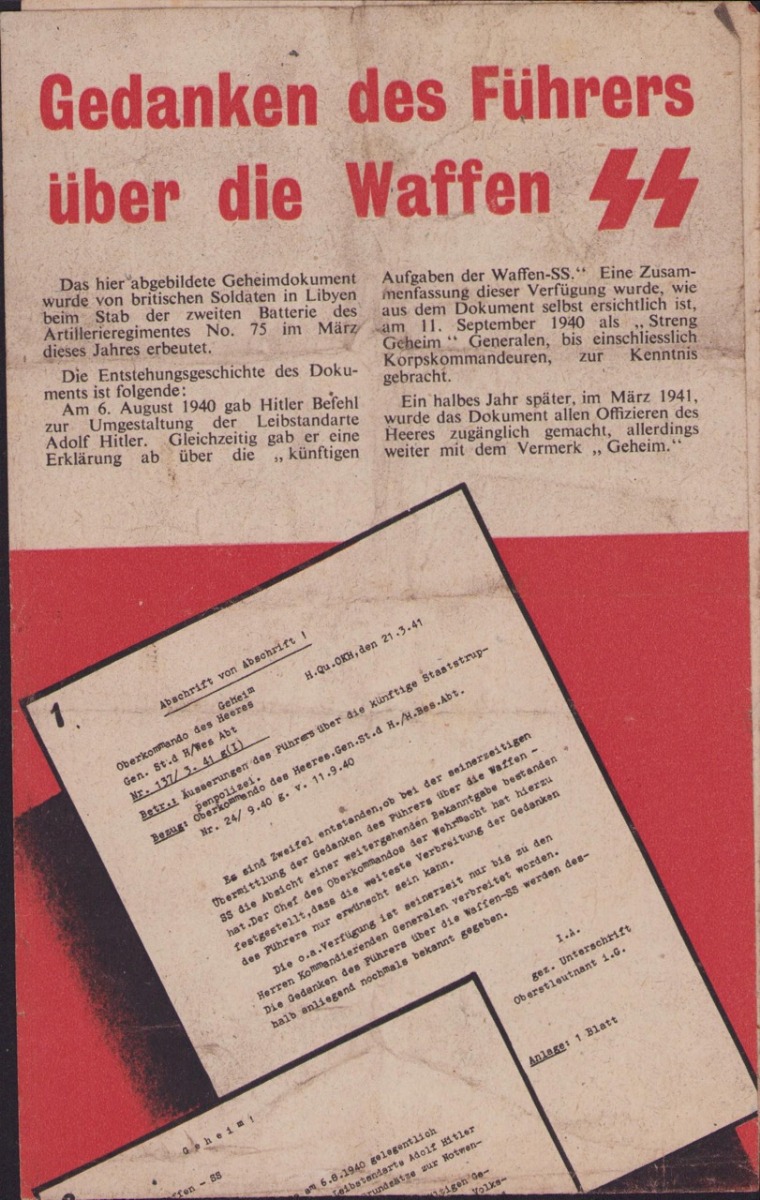 Gedanken des Führers
über die Waffen SS
Das hier abgebildete Geheimdokument
wurde von britischen Soldaten in Libyen
beim Stab der zweiten Batterie des
Artillerieregimentes No. 75 im März
dieses Jahres erbeutet.
Die Entstehungsgeschichte des Doku-
ments ist folgende:
Am 6. August 1940 gab Hitler Befehl
zur Umgestaltung der Leibstandarte
Adolf Hitler. Gleichzeitig gab er eine
Erklärung ab über die „künftigen
Aufgaben der Waffen-SS.“ Eine Zusam-
menfassung dieser Verfügung wurde, wie
aus dem Dokument selbst ersichtlich ist,
am 11. September 1940 als „Streng
Geheim“ Generalen, bis einschliesslich
Korpskommandeuren, zur Kenntnis
gebracht.
Ein halbes Jahr später, im März 1941,
wurde das Dokument allen Offizieren des
Heeres zugänglich gemacht, allerdings
weiter mit dem Vermerk „Geheim.“
1.
Abschrift von Abschrift !
Geheim
H.Qu.OKH,den 21.3.41
Oberkommando des Heeres
Gen. St.d H/Wes Abt
Nr. 137/ 3. 41 g(I)
Betr.: Äusserungen des Führers über die künftige Staatstrup-
penpolizei.
Bezug: Oberkommando des Heeres.Gen.St.d H./H.Bes.Abt.
Nr. 24/ 9.40 g. v. 11.9.40
Es sind Zweifel entstanden,ob bei der seinerzeitigen
Übermittlung der Gedanken des Führers über die Waffen -
SS die Absicht einer weitergehenden Bekanntgabe bestanden
hat.Der Chef des Oberkommandos der Wehrmacht hat hierzu
festgestellt,dass die weiteste Verbreitung der Gedanken
des Führers nur erwünscht sein kann.
Die o.a.Verfügung ist seinerzeit nur bis zu den
Herren Kommandierenden Generalen verbreitet worden.
Die Gedanken des Führers über die Waffen-SS werden des-
halb anliegend nochmals bekannt gegeben.
I.A.
gez. Unterschrift
Oberstleutnant i.G.
Anlage: 1 Blatt
Geheim!
ffen - SS
am 6.8.1940 gelegentlich
Leibstandarte Adolf Hitler
rundsätze zur Notwen-
tigen Ge-
Volks-